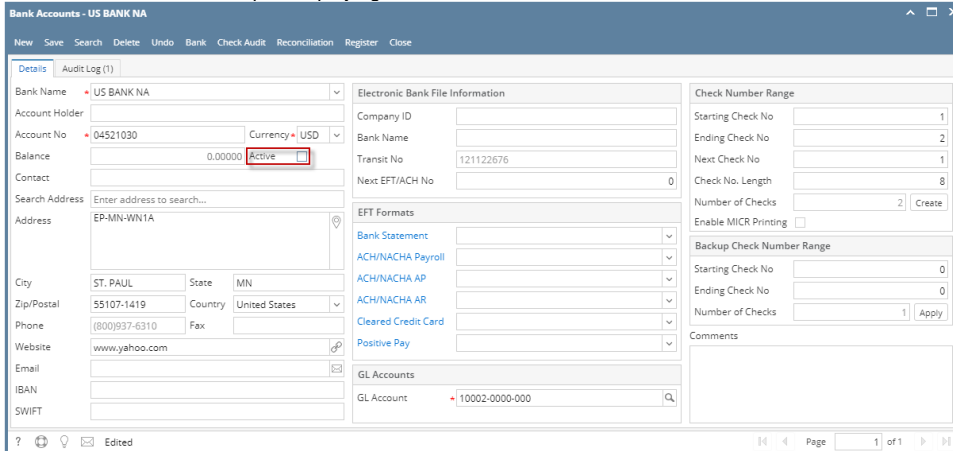 Bank Accounts - US BANK NA
New Save Search Delete Undo Bank Check Audit Reconciliation Register Close
Details Audit Log (1)
Bank Name * US BANK NA
Account Holder
Account No * 04521030 Currency * USD
Balance 0.00000 Active
Contact
Search Address Enter address to search...
Address EP-MN-WN1A
City ST. PAUL State MN
Zip/Postal 55107-1419 Country United States
Phone (800)937-6310 Fax
Website www.yahoo.com
Email
IBAN
SWIFT
Electronic Bank File Information
Company ID
Bank Name
Transit No 121122676
Next EFT/ACH No 0
EFT Formats
Bank Statement
ACH/NACHA Payroll
ACH/NACHA AP
ACH/NACHA AR
Cleared Credit Card
Positive Pay
GL Accounts
GL Account * 10002-0000-000
Check Number Range
Starting Check No 1
Ending Check No 2
Next Check No 1
Check No. Length 8
Number of Checks 2 Create
Enable MICR Printing
Backup Check Number Range
Starting Check No 0
Ending Check No 0
Number of Checks 1 Apply
Comments
? Edited Page 1 of 1